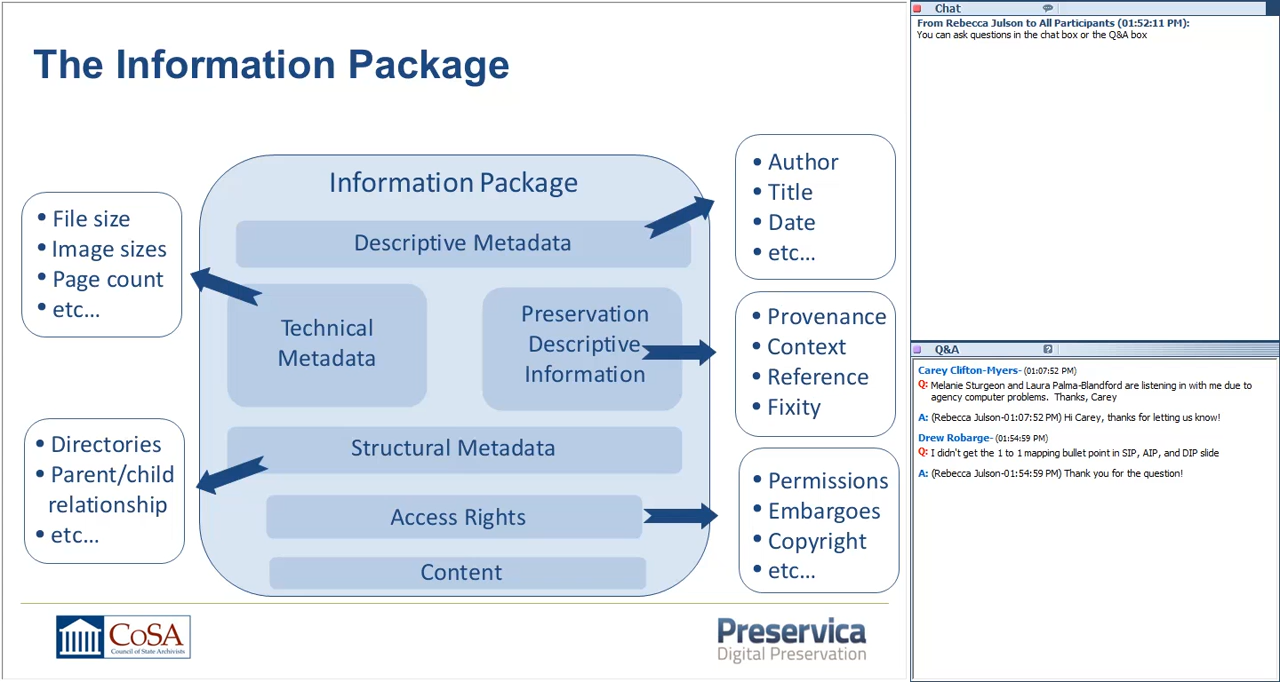 The Information Package
Information Package
Descriptive Metadata
Technical
Metadata
Preservation
Descriptive
Information
Structural Metadata
Access Rights
Content
• File size
• Image sizes
• Page count
• etc...
• Directories
• Parent/child
relationship
• etc...
• Author
• Title
• Date
• etc...
• Provenance
• Context
• Reference
• Fixity
• Permissions
• Embargoes
• Copyright
• etc...
CoSA
Council of State Archivists
Preservica
Digital Preservation
Chat
From Rebecca Julson to All Participants (01:52:11 PM):
You can ask questions in the chat box or the Q&A box
Q&A
Carey Clifton-Myers- (01:07:52 PM)
Q: Melanie Sturgeon and Laura Palma-Blandford are listening in with me due to
agency computer problems. Thanks, Carey
A: (Rebecca Julson-01:07:52 PM) Hi Carey, thanks for letting us know!
Drew Robarge- (01:54:59 PM)
Q: I didn't get the 1 to 1 mapping bullet point in SIP, AIP, and DIP slide
A: (Rebecca Julson-01:54:59 PM) Thank you for the question!